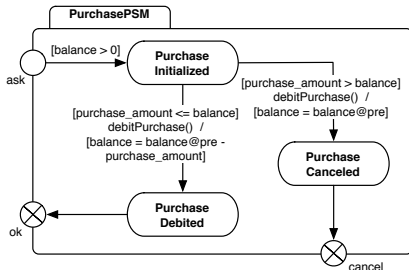 PurchasePSM
[balance > 0]
ask
Purchase
Initialized
[purchase_amount > balance]
debitPurchase() /
[balance = balance@pre]
[purchase_amount <= balance]
debitPurchase() /
[balance = balance@pre -
purchase_amount]
Purchase
Canceled
Purchase
Debited
ok
cancel